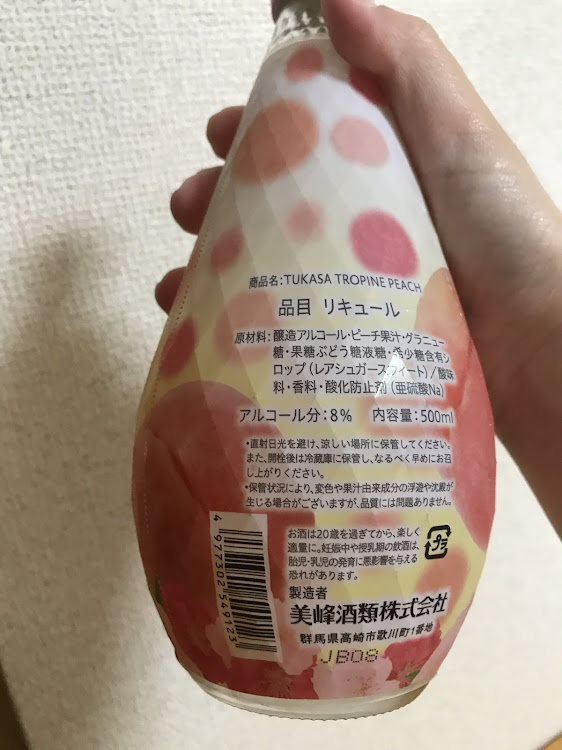 商品名：TUKASA TROPINE PEACH
品目 リキュール
原材料：醸造アルコール・ピーチ果汁・グラニュー
糖・果糖ぶどう糖液糖・希少糖含有シ
ロップ（レアシュガースウィート）／酸味
料・香料・酸化防止剤（亜硫酸Na）
アルコール分：8％ 内容量：500ml
・直射日光を避け、涼しい場所に保管してください。
また、開栓後は冷蔵庫に保管し、なるべく早めにお召
し上がりください。
・保管状況により、変色や果汁由来成分の浮遊や沈殿が
生じる場合がございますが、品質には問題ありません。
お酒は20歳を過ぎてから、楽しく
適量に。妊娠中や授乳期の飲酒は、
胎児・乳児の発育に悪影響を与える
恐れがあります。
プラ
製造者
美峰酒類株式会社
群馬県高崎市歌川町1番地
JB08
4 977302 549123